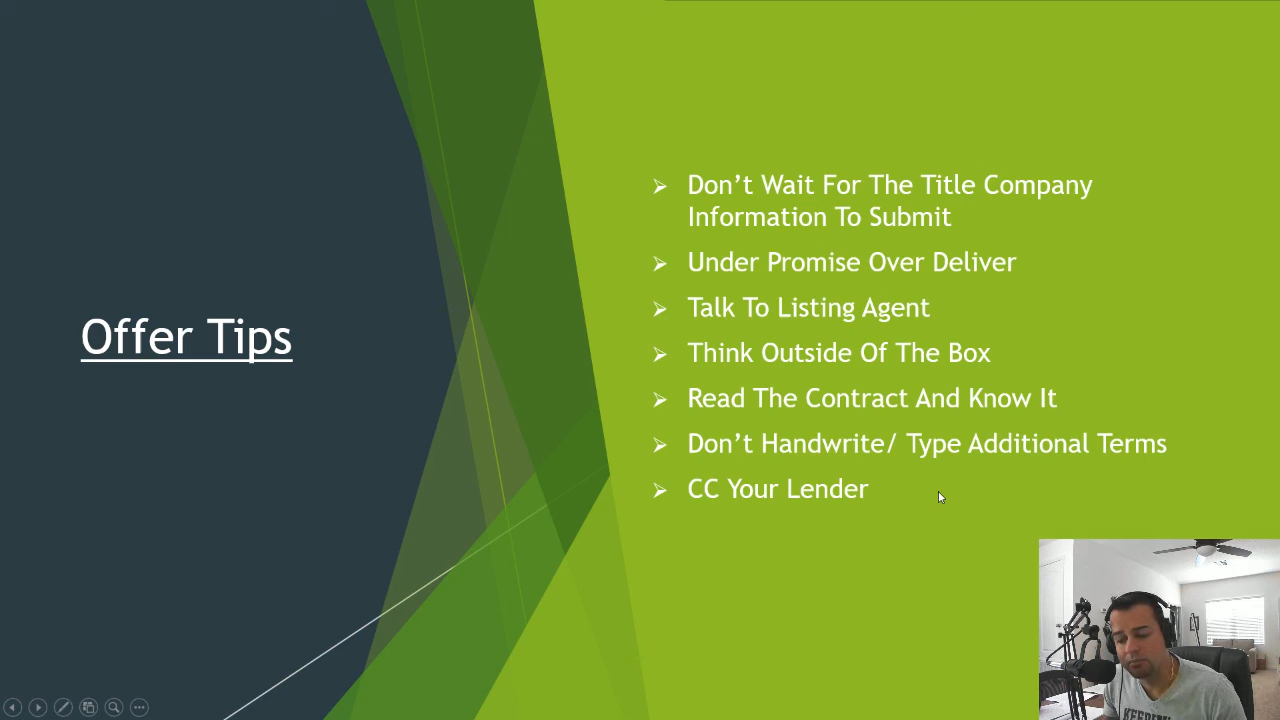 Offer Tips
Don’t Wait For The Title Company
Information To Submit
Under Promise Over Deliver
Talk To Listing Agent
Think Outside Of The Box
Read The Contract And Know It
Don’t Handwrite/ Type Additional Terms
CC Your Lender